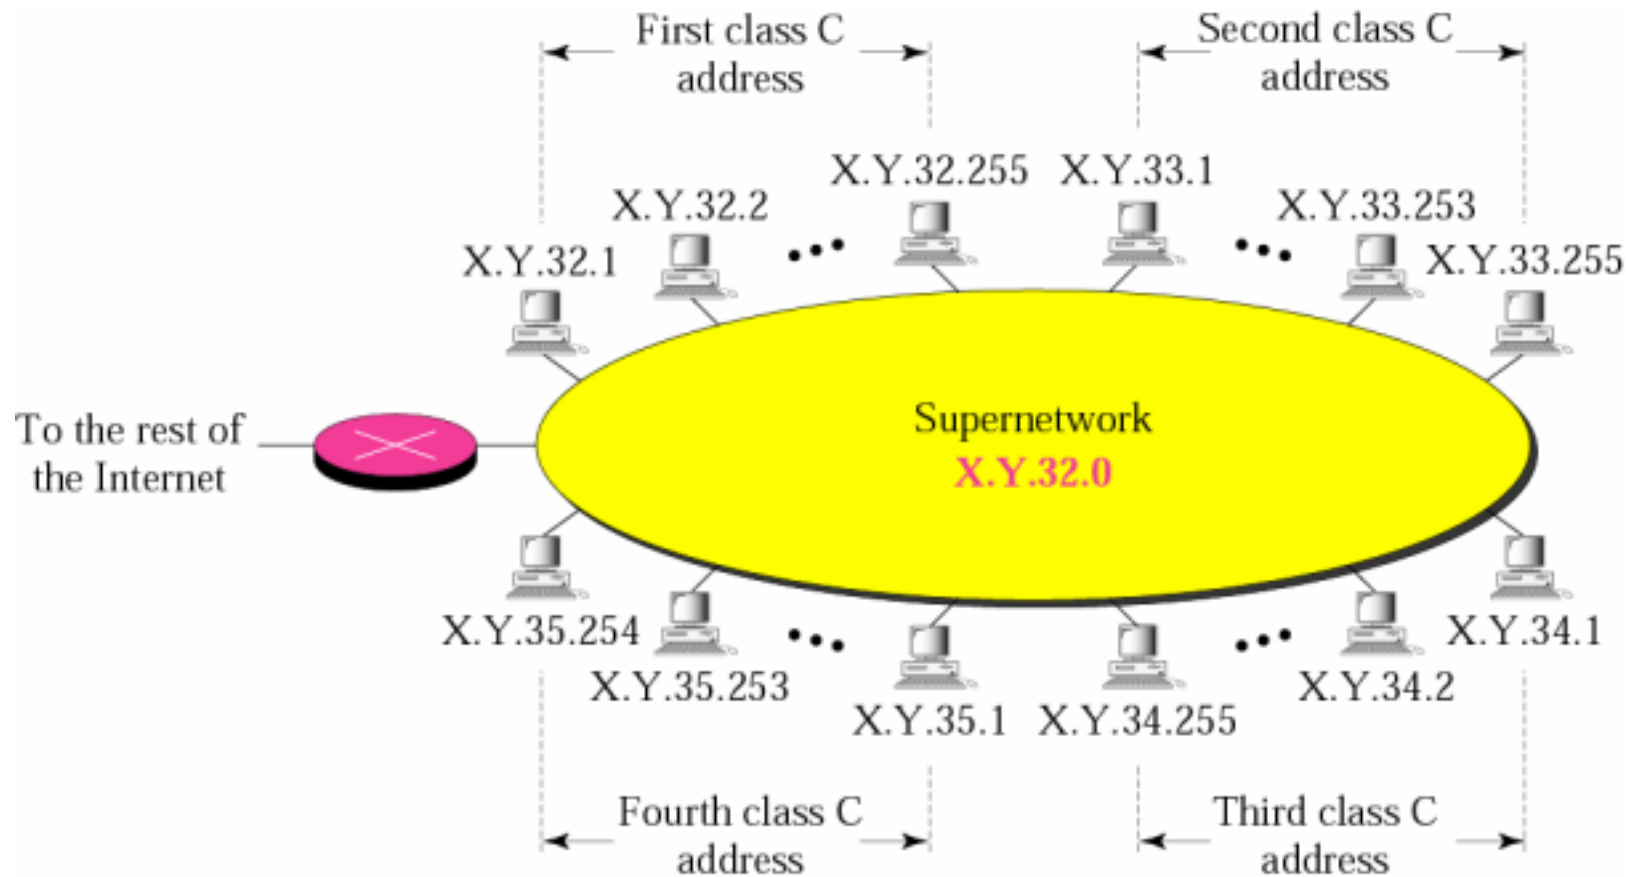 First class C
address
Second class C
address
X.Y.32.255
X.Y.33.1
X.Y.32.2
X.Y.33.253
X.Y.32.1
X.Y.33.255
To the rest of
the Internet
Supernetwork
X.Y.32.0
X.Y.35.254
X.Y.34.1
X.Y.35.253
X.Y.34.2
X.Y.35.1
X.Y.34.255
Fourth class C
address
Third class C
address